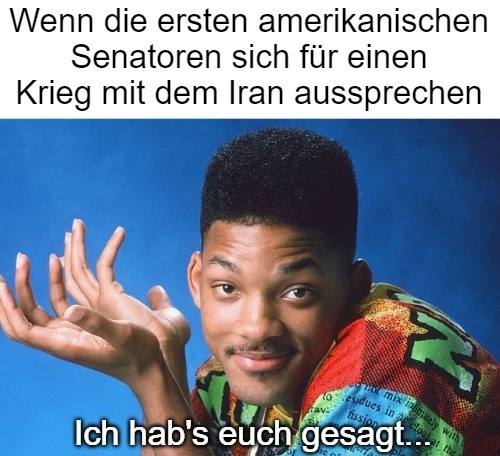 Wenn die ersten amerikanischen
Senatoren sich für einen
Krieg mit dem Iran aussprechen
Ich hab's euch gesagt...